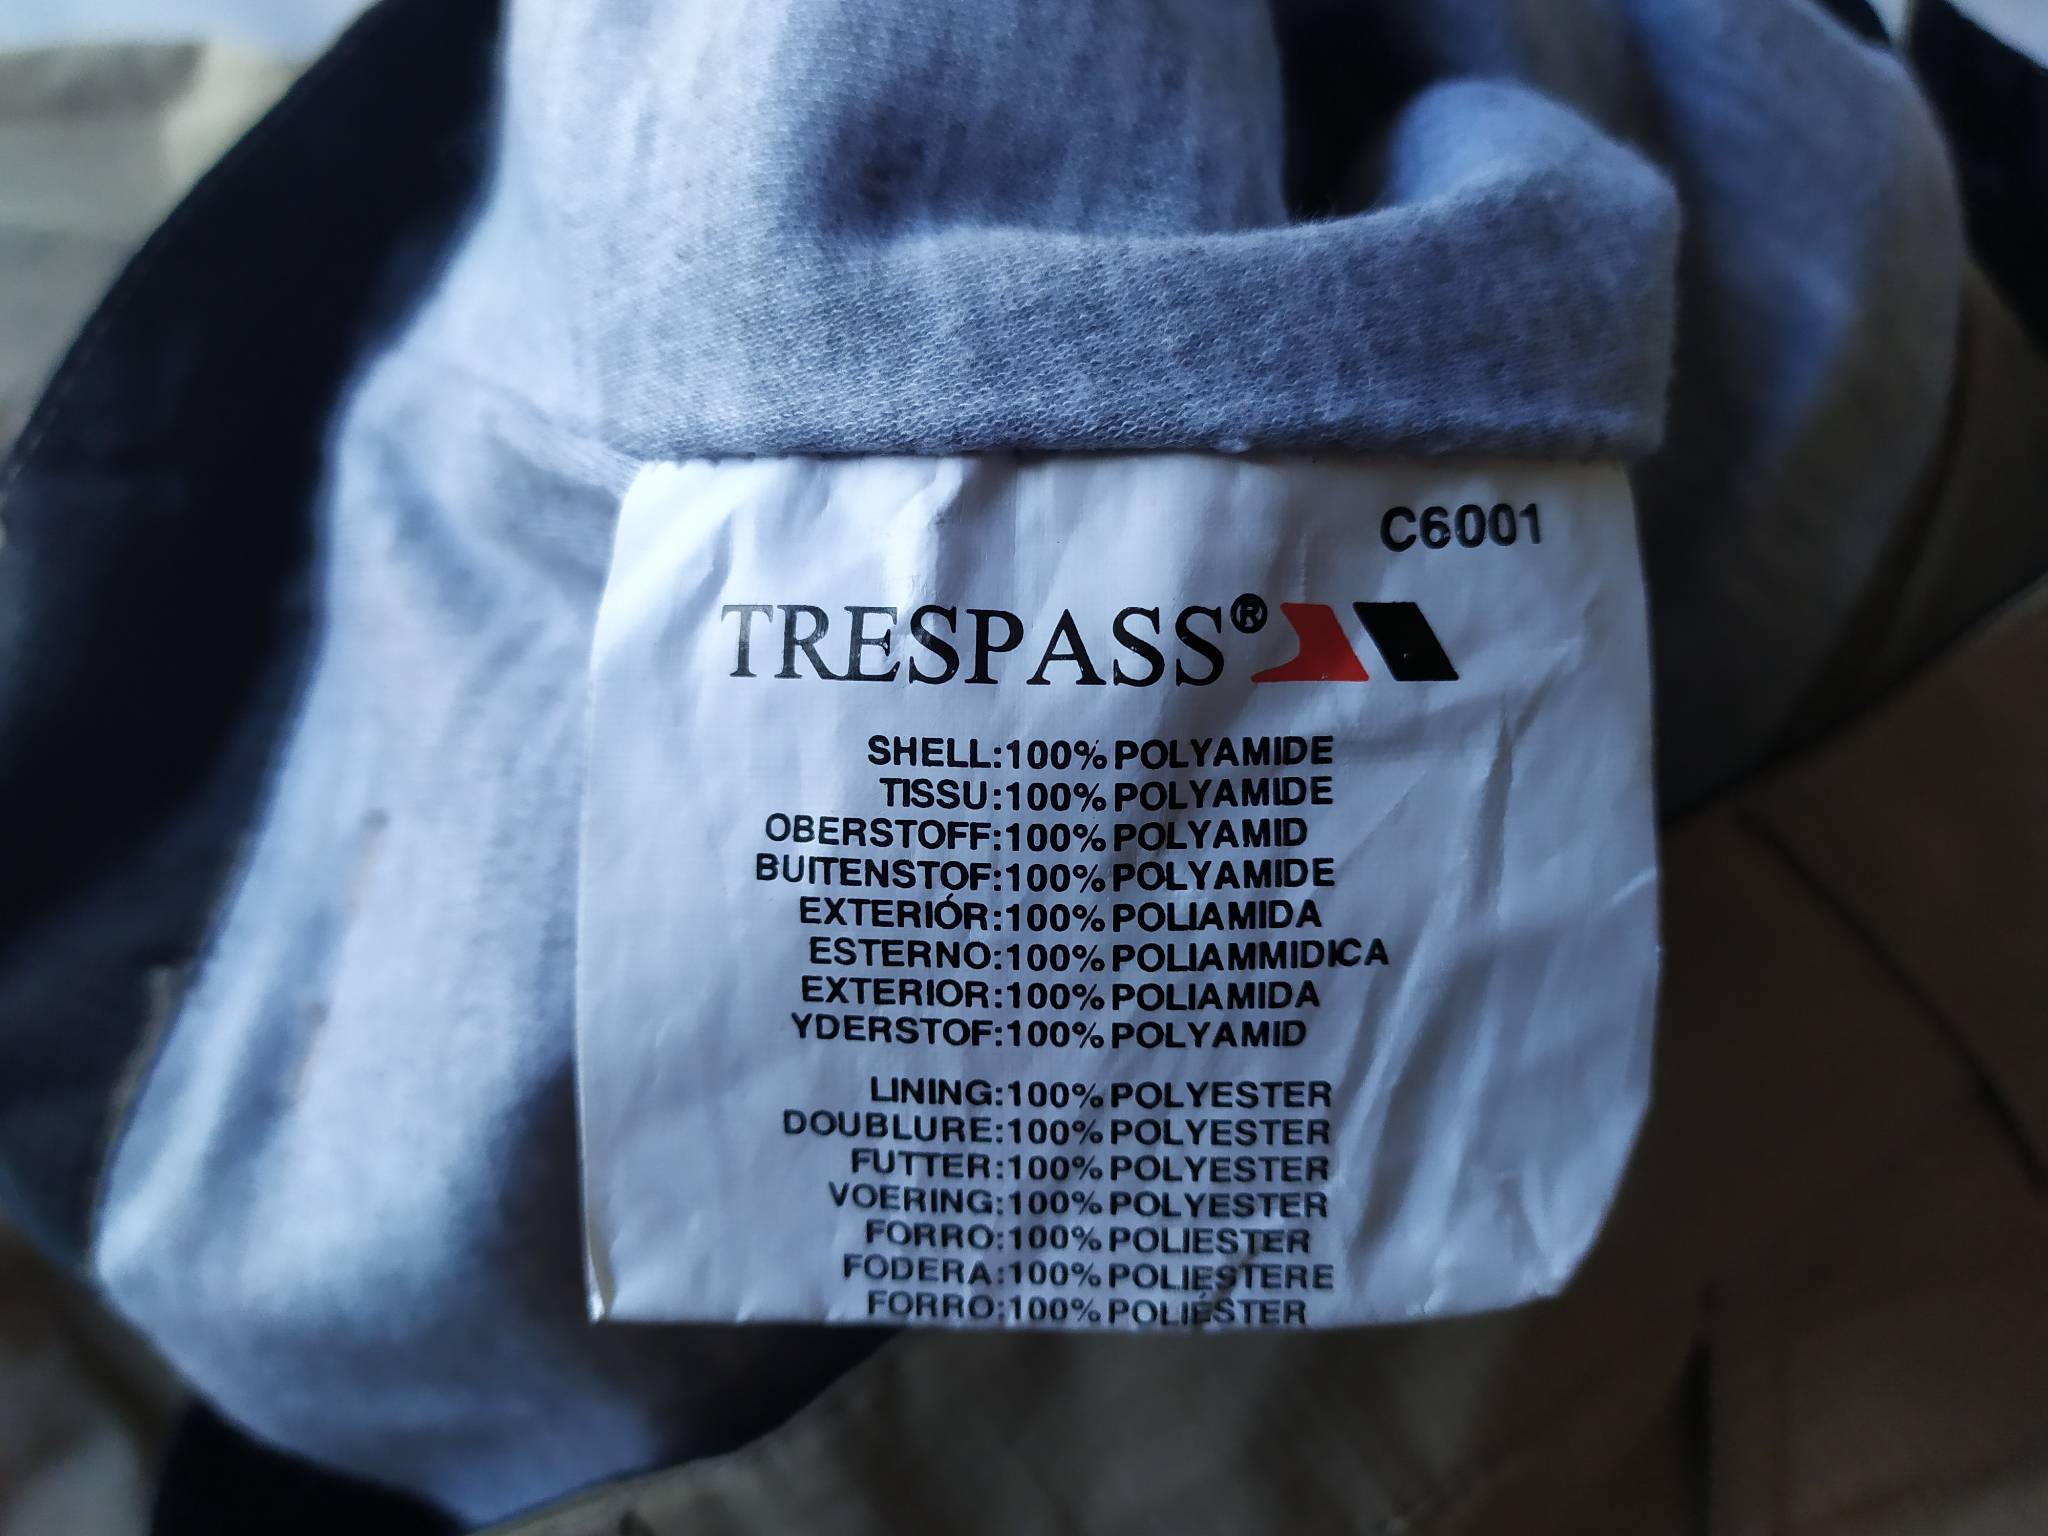 C6001
TRESPASS®
SHELL:100%POLYAMIDE
TISSU:100%POLYAMIDE
OBERSTOFF:100%POLYAMID
BUITENSTOF:100%POLYAMIDE
EXTERIÓR:100%POLIAMIDA
ESTERNO:100%POLIAMMIDICA
EXTERIOR:100%POLIAMIDA
YDERSTOF:100%POLYAMID
LINING:100%POLYESTER
DOUBLURE:100%POLYESTER
FUTTER:100%POLYESTER
VOERING:100%POLYESTER
FORRO:100%POLIESTER
FODERA:100%POLIESTERE
FORRO:100%POLIÉSTER